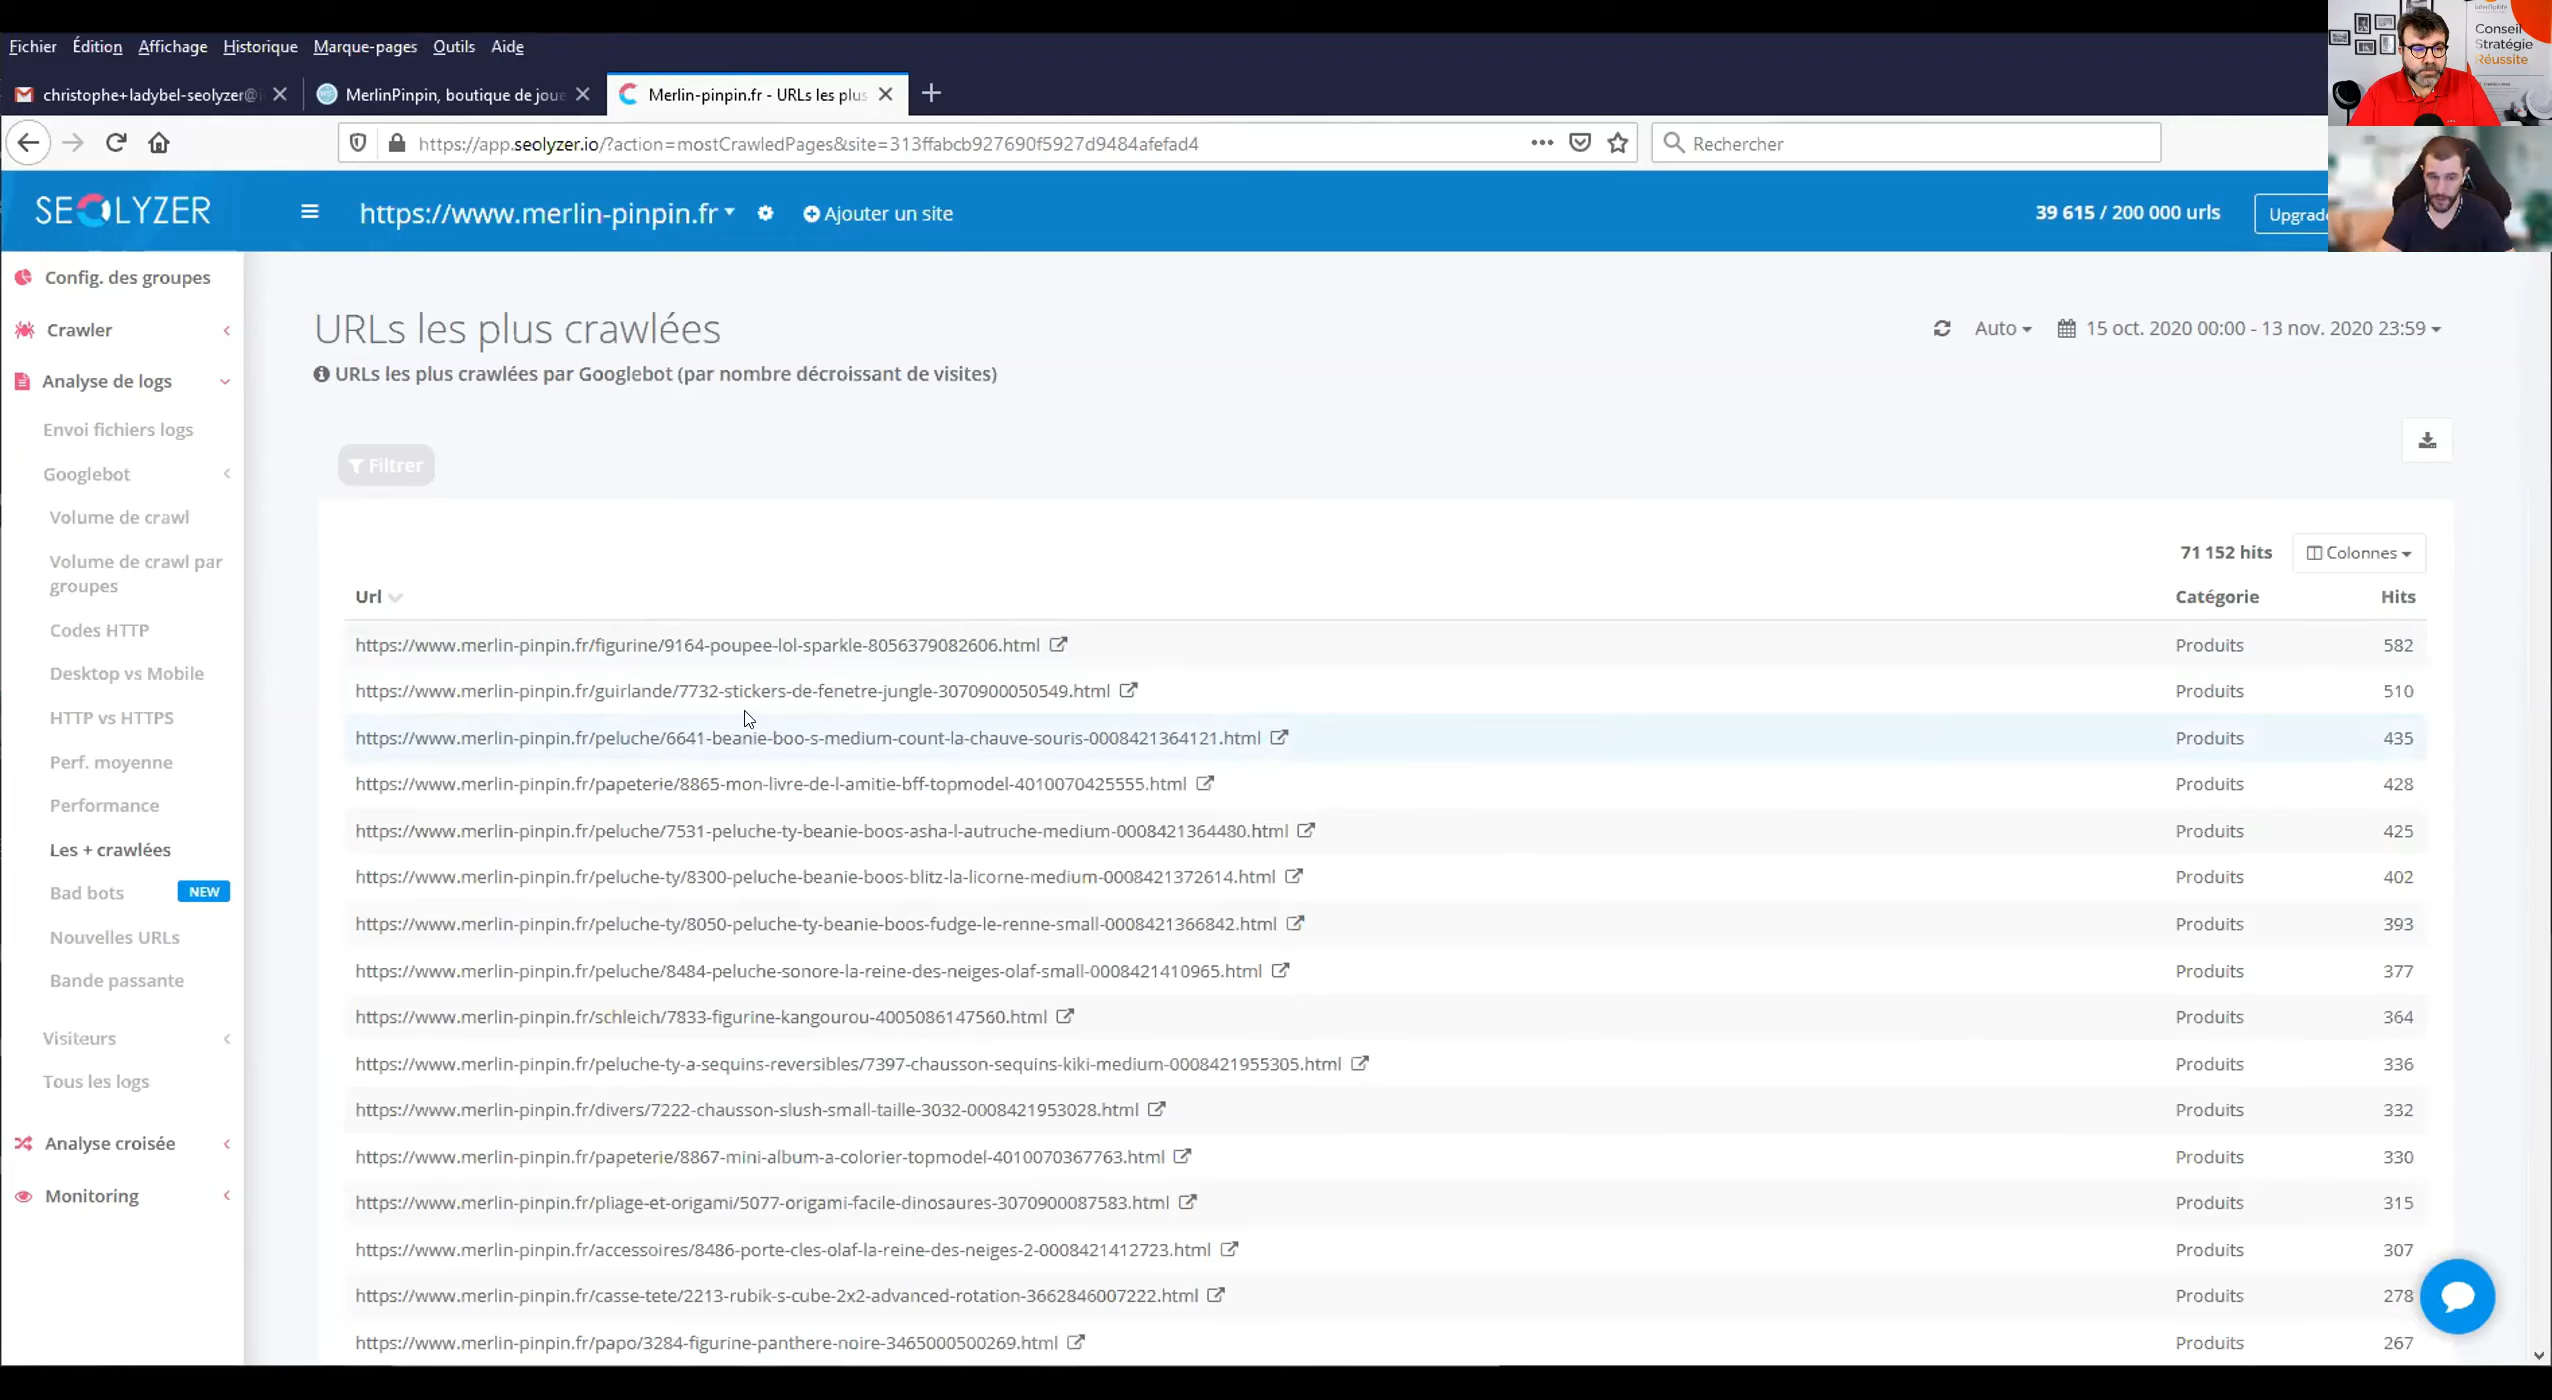 Fichier Édition Affichage Historique Marque-pages Outils Aide
christophe+ladybel-seolyzer@
MerlinPinpin, boutique de joue
Merlin-pinpin.fr - URLs les plus
https://app.seolyzer.io/?action=mostCrawledPages&site=313ffabcb927690f5927d9484afefad4
Rechercher
Conseil
Stratégie
Réussite
SEOLYZER
https://www.merlin-pinpin.fr
Ajouter un site
39 615 / 200 000 urls
Upgrad
Config. des groupes
Crawler
Analyse de logs
Envoi fichiers logs
Googlebot
Volume de crawl
Volume de crawl par
groupes
Codes HTTP
Desktop vs Mobile
HTTP vs HTTPS
Perf. moyenne
Performance
Les + crawlées
Bad bots NEW
Nouvelles URLs
Bande passante
Visiteurs
Tous les logs
Analyse croisée
Monitoring
URLs les plus crawlées
Auto 15 oct. 2020 00:00 - 13 nov. 2020 23:59
URLs les plus crawlées par Googlebot (par nombre décroissant de visites)
Filtrer
71 152 hits Colonnes
Url Catégorie Hits
https://www.merlin-pinpin.fr/figurine/9164-poupee-lol-sparkle-8056379082606.html Produits 582
https://www.merlin-pinpin.fr/guirlande/7732-stickers-de-fenetre-jungle-3070900050549.html Produits 510
https://www.merlin-pinpin.fr/peluche/6641-beanie-boo-s-medium-count-la-chauve-souris-0008421364121.html Produits 435
https://www.merlin-pinpin.fr/papeterie/8865-mon-livre-de-l-amitie-bff-topmodel-4010070425555.html Produits 428
https://www.merlin-pinpin.fr/peluche/7531-peluche-ty-beanie-boos-asha-l-autruche-medium-0008421364480.html Produits 425
https://www.merlin-pinpin.fr/peluche-ty/8300-peluche-beanie-boos-blitz-la-licorne-medium-0008421372614.html Produits 402
https://www.merlin-pinpin.fr/peluche-ty/8050-peluche-ty-beanie-boos-fudge-le-renne-small-0008421366842.html Produits 393
https://www.merlin-pinpin.fr/peluche/8484-peluche-sonore-la-reine-des-neiges-olaf-small-0008421410965.html Produits 377
https://www.merlin-pinpin.fr/schleich/7833-figurine-kangourou-4005086147560.html Produits 364
https://www.merlin-pinpin.fr/peluche-ty-a-sequins-reversibles/7397-chausson-sequins-kiki-medium-0008421955305.html Produits 336
https://www.merlin-pinpin.fr/divers/7222-chausson-slush-small-taille-3032-0008421953028.html Produits 332
https://www.merlin-pinpin.fr/papeterie/8867-mini-album-a-colorier-topmodel-4010070367763.html Produits 330
https://www.merlin-pinpin.fr/pliage-et-origami/5077-origami-facile-dinosaures-3070900087583.html Produits 315
https://www.merlin-pinpin.fr/accessoires/8486-porte-cles-olaf-la-reine-des-neiges-2-0008421412723.html Produits 307
https://www.merlin-pinpin.fr/casse-tete/2213-rubik-s-cube-2x2-advanced-rotation-3662846007222.html Produits 278
https://www.merlin-pinpin.fr/papo/3284-figurine-panthere-noire-3465000500269.html Produits 267